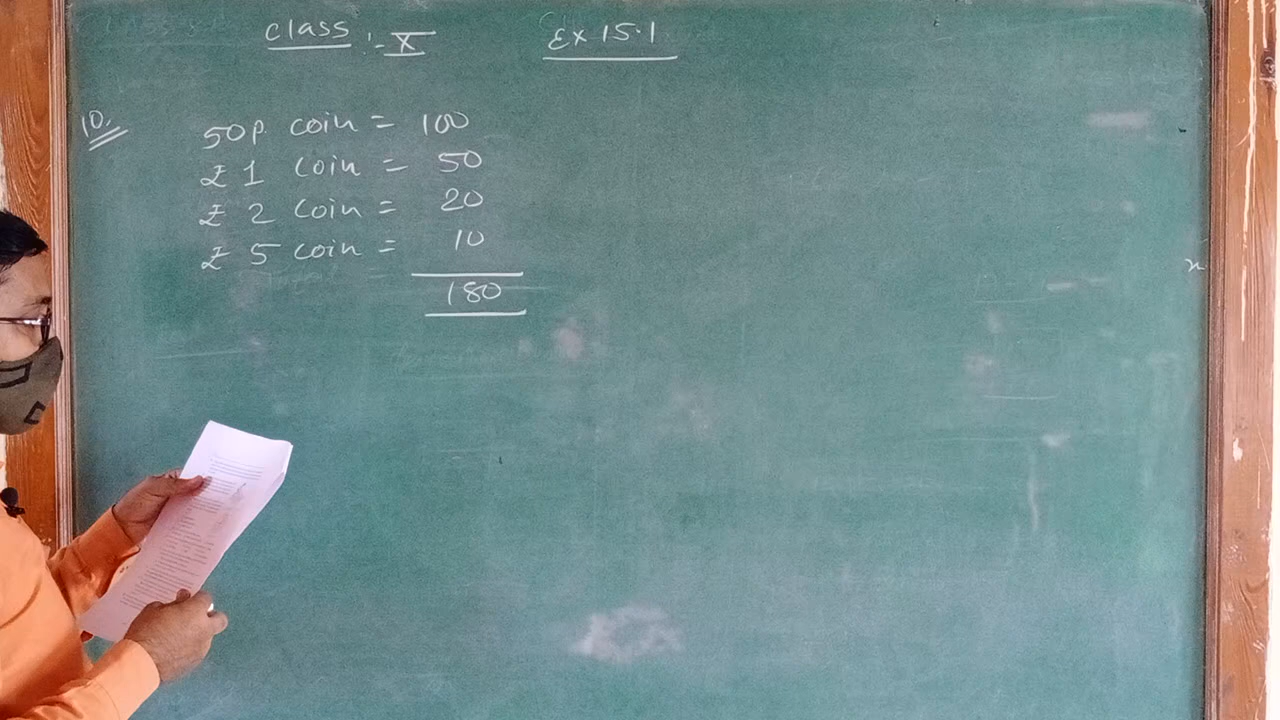 Class :- X Ex 15.1
10. 50p. coin = 100
₹ 1 coin = 50
₹ 2 coin = 20
₹ 5 coin = 10
180